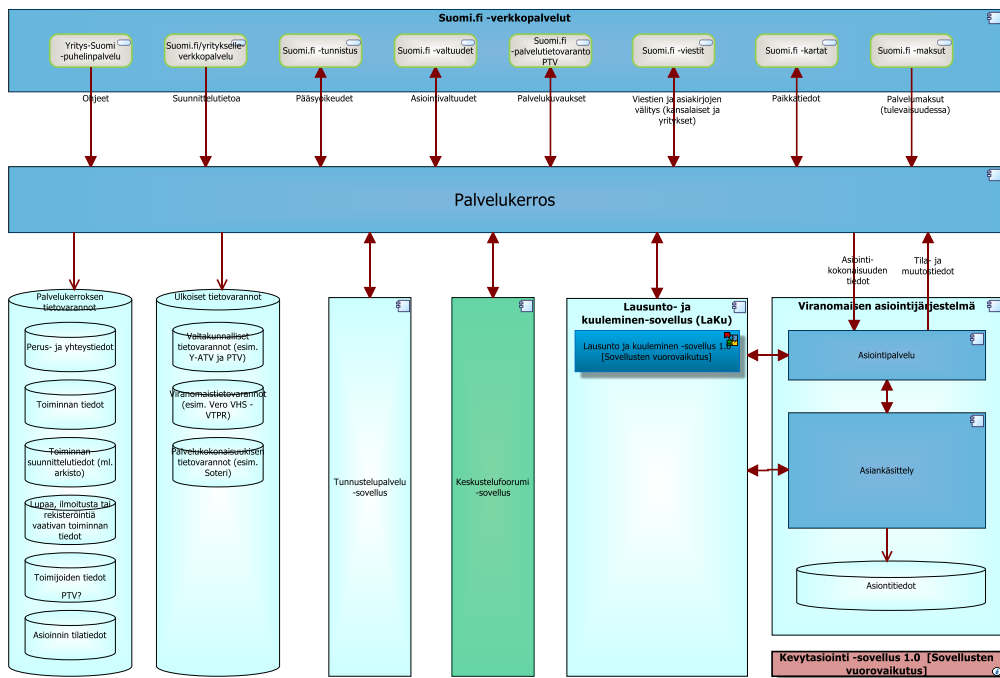 Suomi.fi -verkkopalvelut
Yritys-Suomi
-puhelinpalvelu
Suomi.fi/yritykselle-
verkkopalvelu
Suomi.fi -tunnistus
Suomi.fi -valtuudet
Suomi.fi
-palvelutietovaranto
PTV
Suomi.fi -viestit
Suomi.fi -kartat
Suomi.fi -maksut
Ohjeet
Suunnittelutietoa
Pääsyoikeudet
Asiointivaltuudet
Palvelukuvaukset
Viestien ja asiakirjojen
välitys (kansalaiset ja
yritykset)
Paikkatiedot
Palvelumaksut
(tulevaisuudessa)
Palvelukerros
Asiointi-
kokonaisuuden
tiedot
Tila- ja
muutostiedot
Palvelukerroksen
tietovarannot
Perus- ja yhteystiedot
Toiminnan tiedot
Toiminnan
suunnittelutiedot (ml.
arkisto)
Lupaa, ilmoitusta tai
rekisteröintiä
vaativan toiminnan
tiedot
Toimijoiden tiedot
PTV?
Asioinnin tilatiedot
Ulkoiset tietovarannot
Valtakunnalliset
tietovarannot (esim.
Y-ATV ja PTV)
Viranomaistietovarannot
(esim. Vero VHS -
VTPR)
Palvelukokonaisuuksien
tietovarannot (esim.
Soteri)
Tunnustelupalvelu
-sovellus
Keskustelufoorumi
-sovellus
Lausunto- ja
kuuleminen-sovellus (LaKu)
Lausunto ja kuuleminen -sovellus 1.0
[Sovellusten vuorovaikutus]
Viranomaisen asiointijärjestelmä
Asiointipalvelu
Asiankäsittely
Asiontitiedot
Kevytasiointi -sovellus 1.0  [Sovellusten
vuorovaikutus]